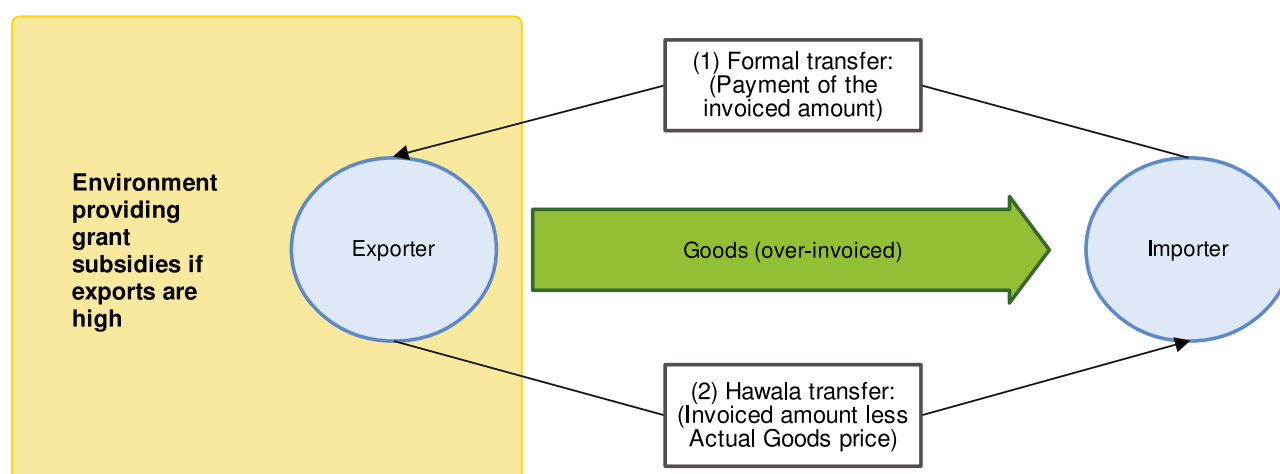 (1) Formal transfer:
(Payment of the
invoiced amount)
Environment
providing
grant
subsidies if
exports are
high
Exporter
Goods (over-invoiced)
Importer
(2) Hawala transfer:
(Invoiced amount less
Actual Goods price)